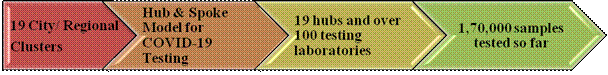 19 City/ Regional
Clusters
Hub & Spoke
Model for
COVID-19
Testing
19 hubs and over
100 testing
laboratories
1,70,000 samples
tested so far